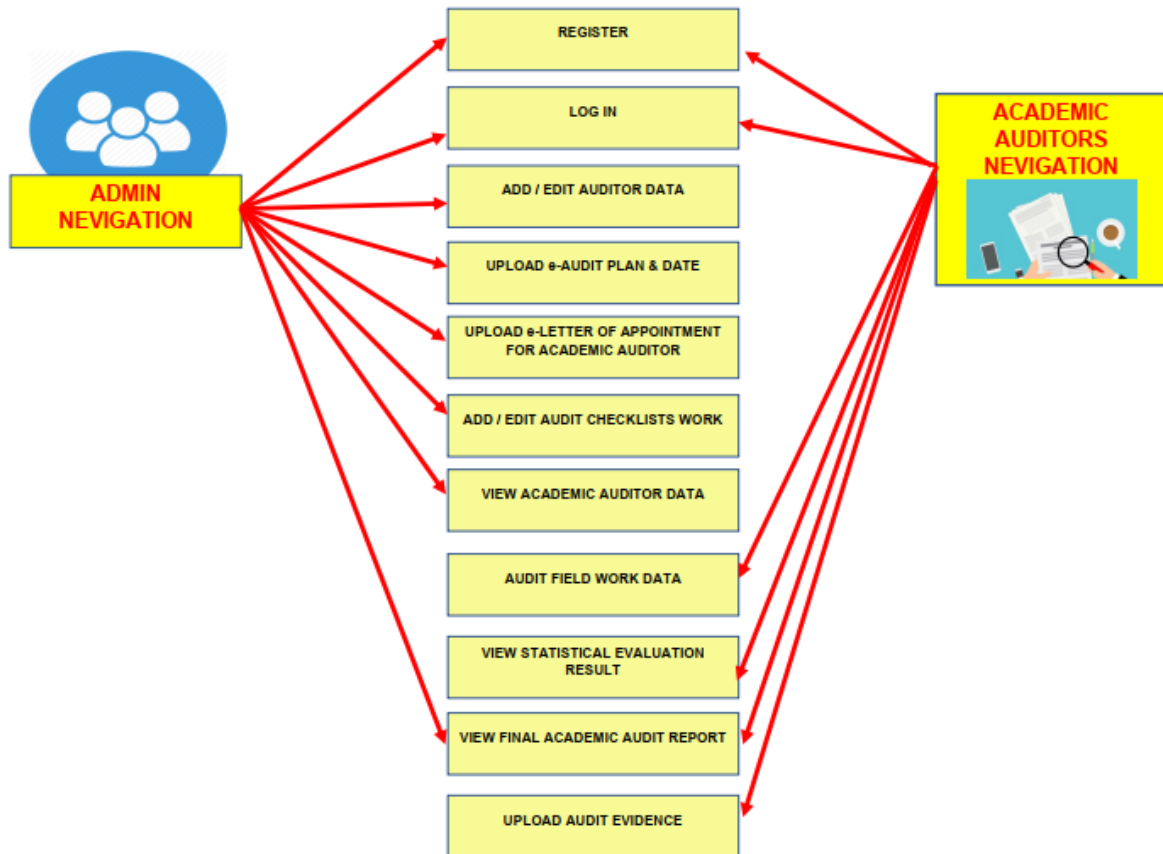 ADMIN
NEVIGATION
REGISTER
LOG IN
ADD / EDIT AUDITOR DATA
UPLOAD e-AUDIT PLAN & DATE
UPLOAD e-LETTER OF APPOINTMENT
FOR ACADEMIC AUDITOR
ADD / EDIT AUDIT CHECKLISTS WORK
VIEW ACADEMIC AUDITOR DATA
AUDIT FIELD WORK DATA
VIEW STATISTICAL EVALUATION
RESULT
VIEW FINAL ACADEMIC AUDIT REPORT
UPLOAD AUDIT EVIDENCE
ACADEMIC
AUDITORS
NEVIGATION